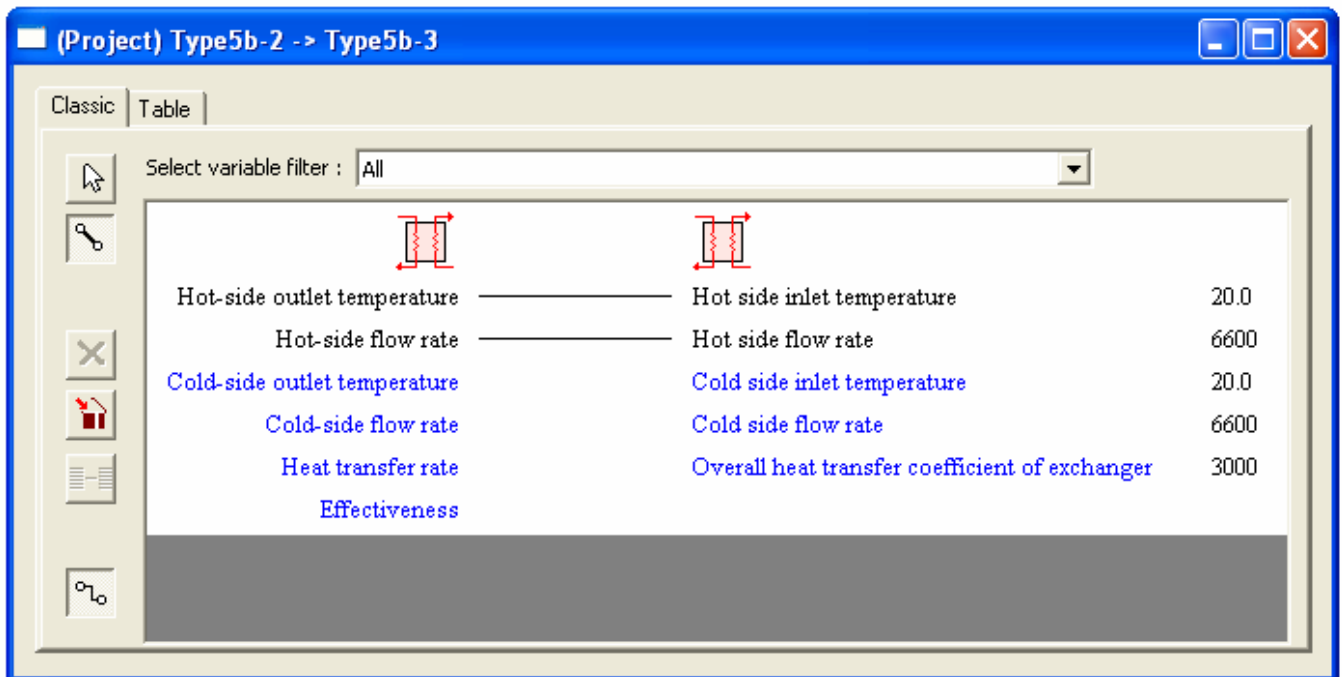 (Project) Type5b-2 -> Type5b-3
Classic Table
Select variable filter : All
Hot-side outlet temperature Hot side inlet temperature 20.0
Hot-side flow rate Hot side flow rate 6600
Cold-side outlet temperature Cold side inlet temperature 20.0
Cold-side flow rate Cold side flow rate 6600
Heat transfer rate Overall heat transfer coefficient of exchanger 3000
Effectiveness